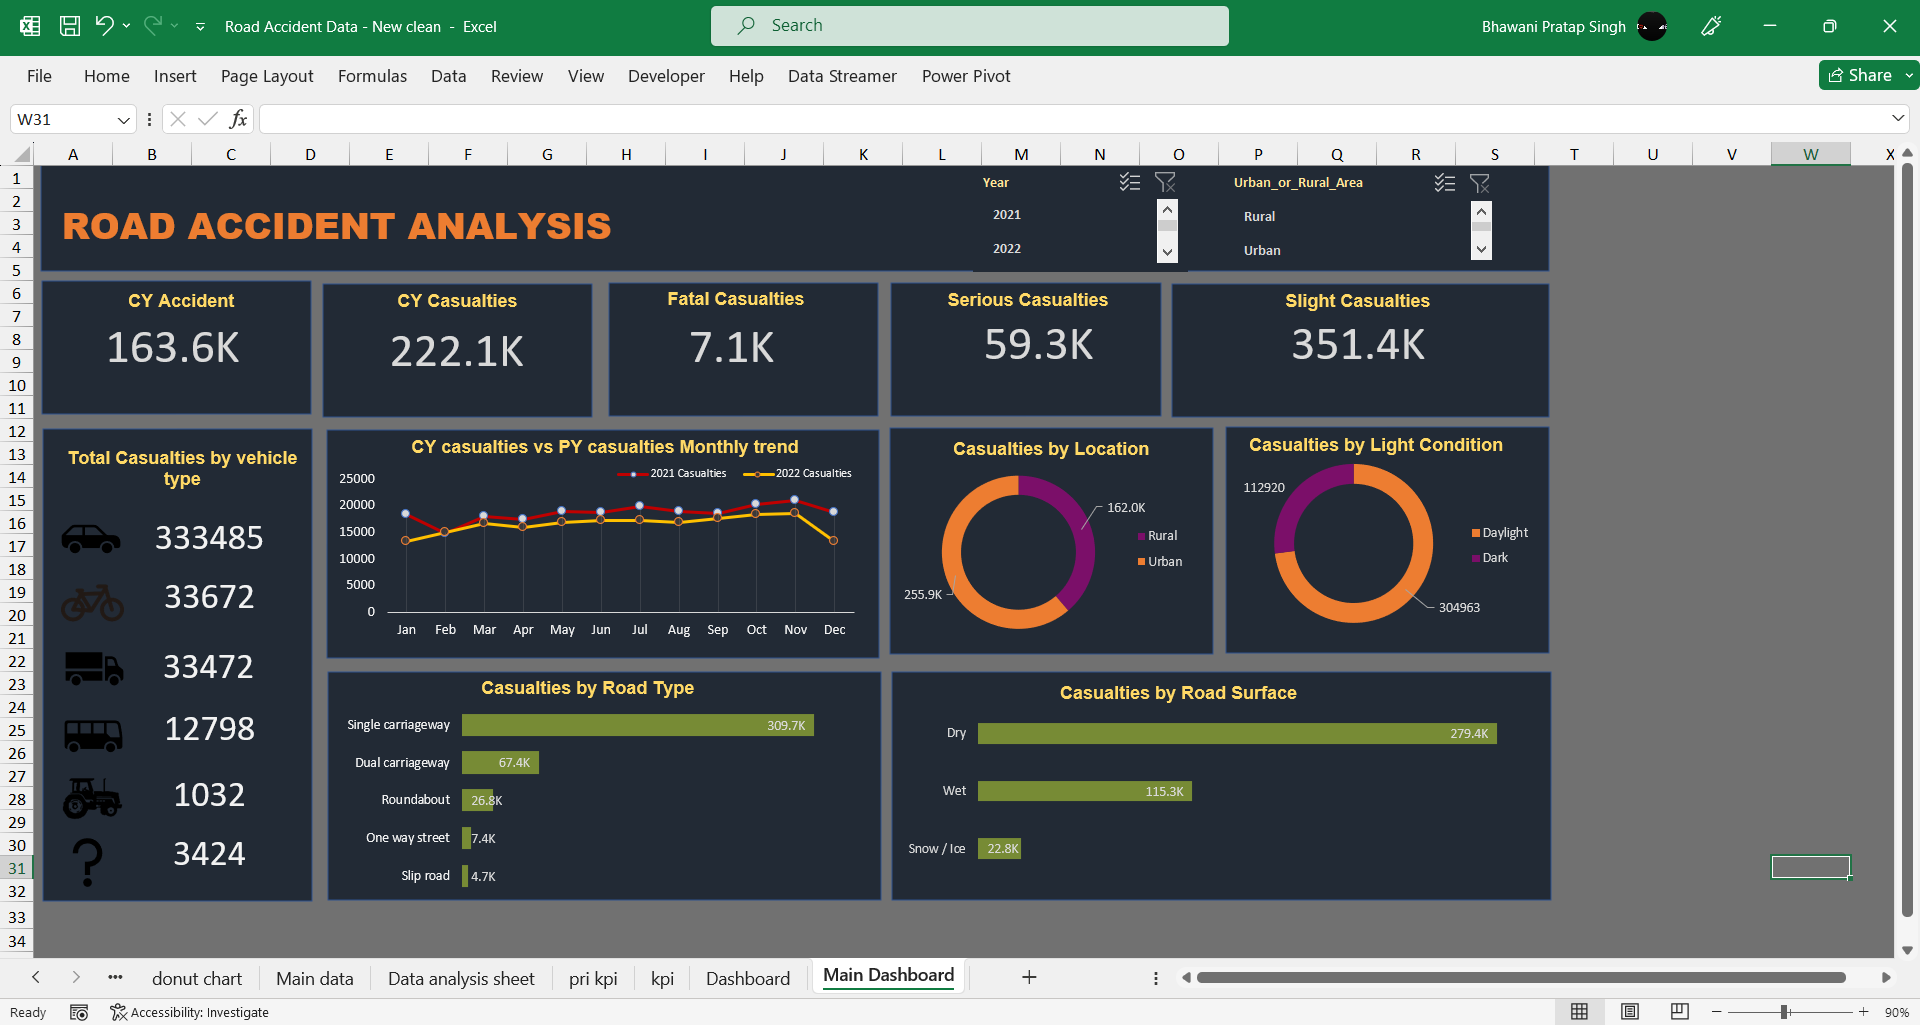 Road Accident Data - New clean - Excel
Search
Bhawani Pratap Singh
File Home Insert Page Layout Formulas Data Review View Developer Help Data Streamer Power Pivot
Share
W31
fx
A B C D E F G H I J K L M N O P Q R S T U V W X
1
2
3
4
5
6
7
8
9
10
11
12
13
14
15
16
17
18
19
20
21
22
23
24
25
26
27
28
29
30
31
32
33
34
ROAD ACCIDENT ANALYSIS
Year
2021
2022
Urban_or_Rural_Area
Rural
Urban
CY Accident
163.6K
CY Casualties
222.1K
Fatal Casualties
7.1K
Serious Casualties
59.3K
Slight Casualties
351.4K
Total Casualties by vehicle
type
333485
33672
33472
12798
1032
3424
CY casualties vs PY casualties Monthly trend
2021 Casualties 2022 Casualties
25000
20000
15000
10000
5000
0
Jan Feb Mar Apr May Jun Jul Aug Sep Oct Nov Dec
Casualties by Location
162.0K
Rural
Urban
255.9K
Casualties by Light Condition
112920
Daylight
Dark
304963
Casualties by Road Type
Single carriageway 309.7K
Dual carriageway 67.4K
Roundabout 26.8K
One way street 7.4K
Slip road 4.7K
Casualties by Road Surface
Dry 279.4K
Wet 115.3K
Snow / Ice 22.8K
donut chart Main data Data analysis sheet pri kpi kpi Dashboard Main Dashboard
Ready Accessibility: Investigate
90%